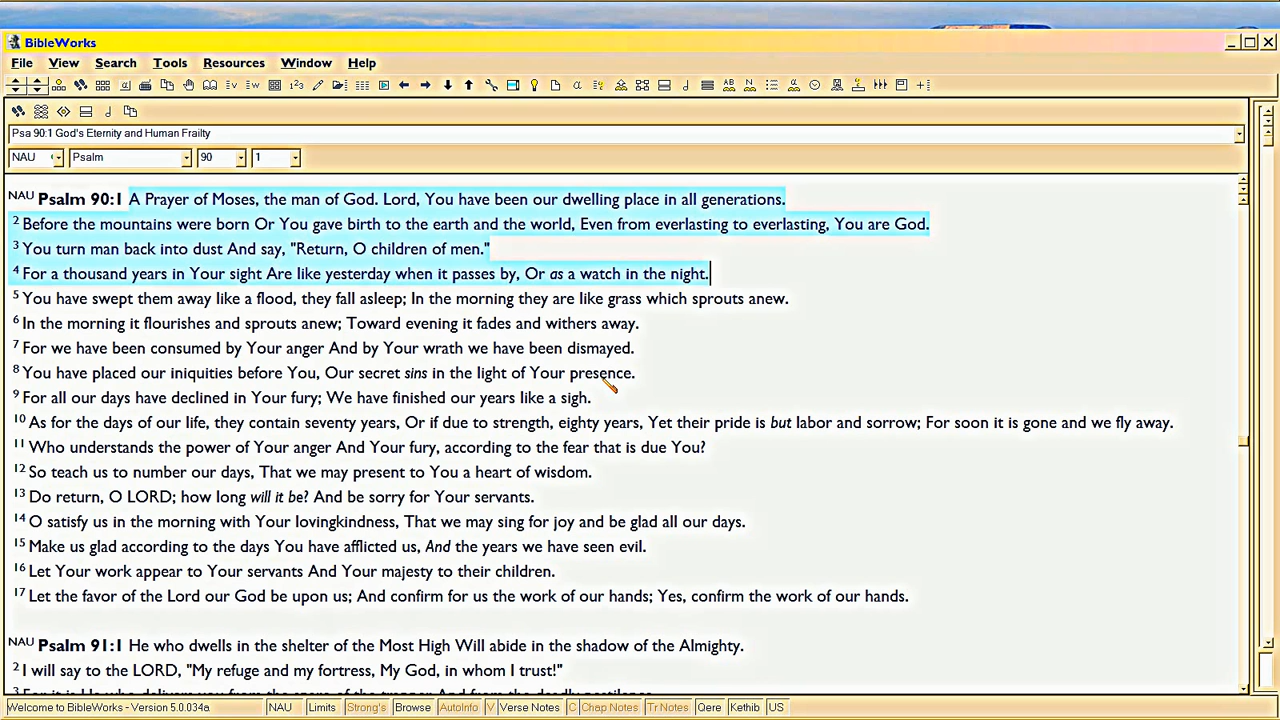 BibleWorks
File View Search Tools Resources Window Help
Psa 90:1 God's Eternity and Human Frailty
NAU Psalm 90 1
NAU Psalm 90:1 A Prayer of Moses, the man of God. Lord, You have been our dwelling place in all generations.
2 Before the mountains were born Or You gave birth to the earth and the world, Even from everlasting to everlasting, You are God.
3 You turn man back into dust And say, "Return, O children of men."
4 For a thousand years in Your sight Are like yesterday when it passes by, Or as a watch in the night.
5 You have swept them away like a flood, they fall asleep; In the morning they are like grass which sprouts anew.
6 In the morning it flourishes and sprouts anew; Toward evening it fades and withers away.
7 For we have been consumed by Your anger And by Your wrath we have been dismayed.
8 You have placed our iniquities before You, Our secret sins in the light of Your presence.
9 For all our days have declined in Your fury; We have finished our years like a sigh.
10 As for the days of our life, they contain seventy years, Or if due to strength, eighty years, Yet their pride is but labor and sorrow; For soon it is gone and we fly away.
11 Who understands the power of Your anger And Your fury, according to the fear that is due You?
12 So teach us to number our days, That we may present to You a heart of wisdom.
13 Do return, O LORD; how long will it be? And be sorry for Your servants.
14 O satisfy us in the morning with Your lovingkindness, That we may sing for joy and be glad all our days.
15 Make us glad according to the days You have afflicted us, And the years we have seen evil.
16 Let Your work appear to Your servants And Your majesty to their children.
17 Let the favor of the Lord our God be upon us; And confirm for us the work of our hands; Yes, confirm the work of our hands.
NAU Psalm 91:1 He who dwells in the shelter of the Most High Will abide in the shadow of the Almighty.
2 I will say to the LORD, "My refuge and my fortress, My God, in whom I trust!"
Welcome to BibleWorks - Version 5.0.034a NAU Limits Strong's Browse AutoInfo V Verse Notes C Chap Notes Tr Notes Qere Kethib US